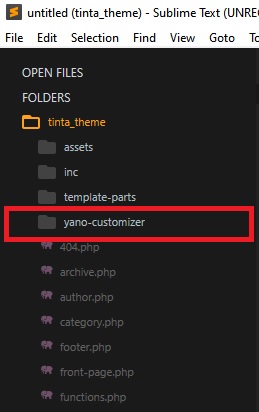 untitled (tinta_theme) - Sublime Text (UNREG
File Edit Selection Find View Goto To
OPEN FILES
FOLDERS
tinta_theme
assets
inc
template-parts
yano-customizer
404.php
archive.php
author.php
category.php
footer.php
front-page.php
functions.php